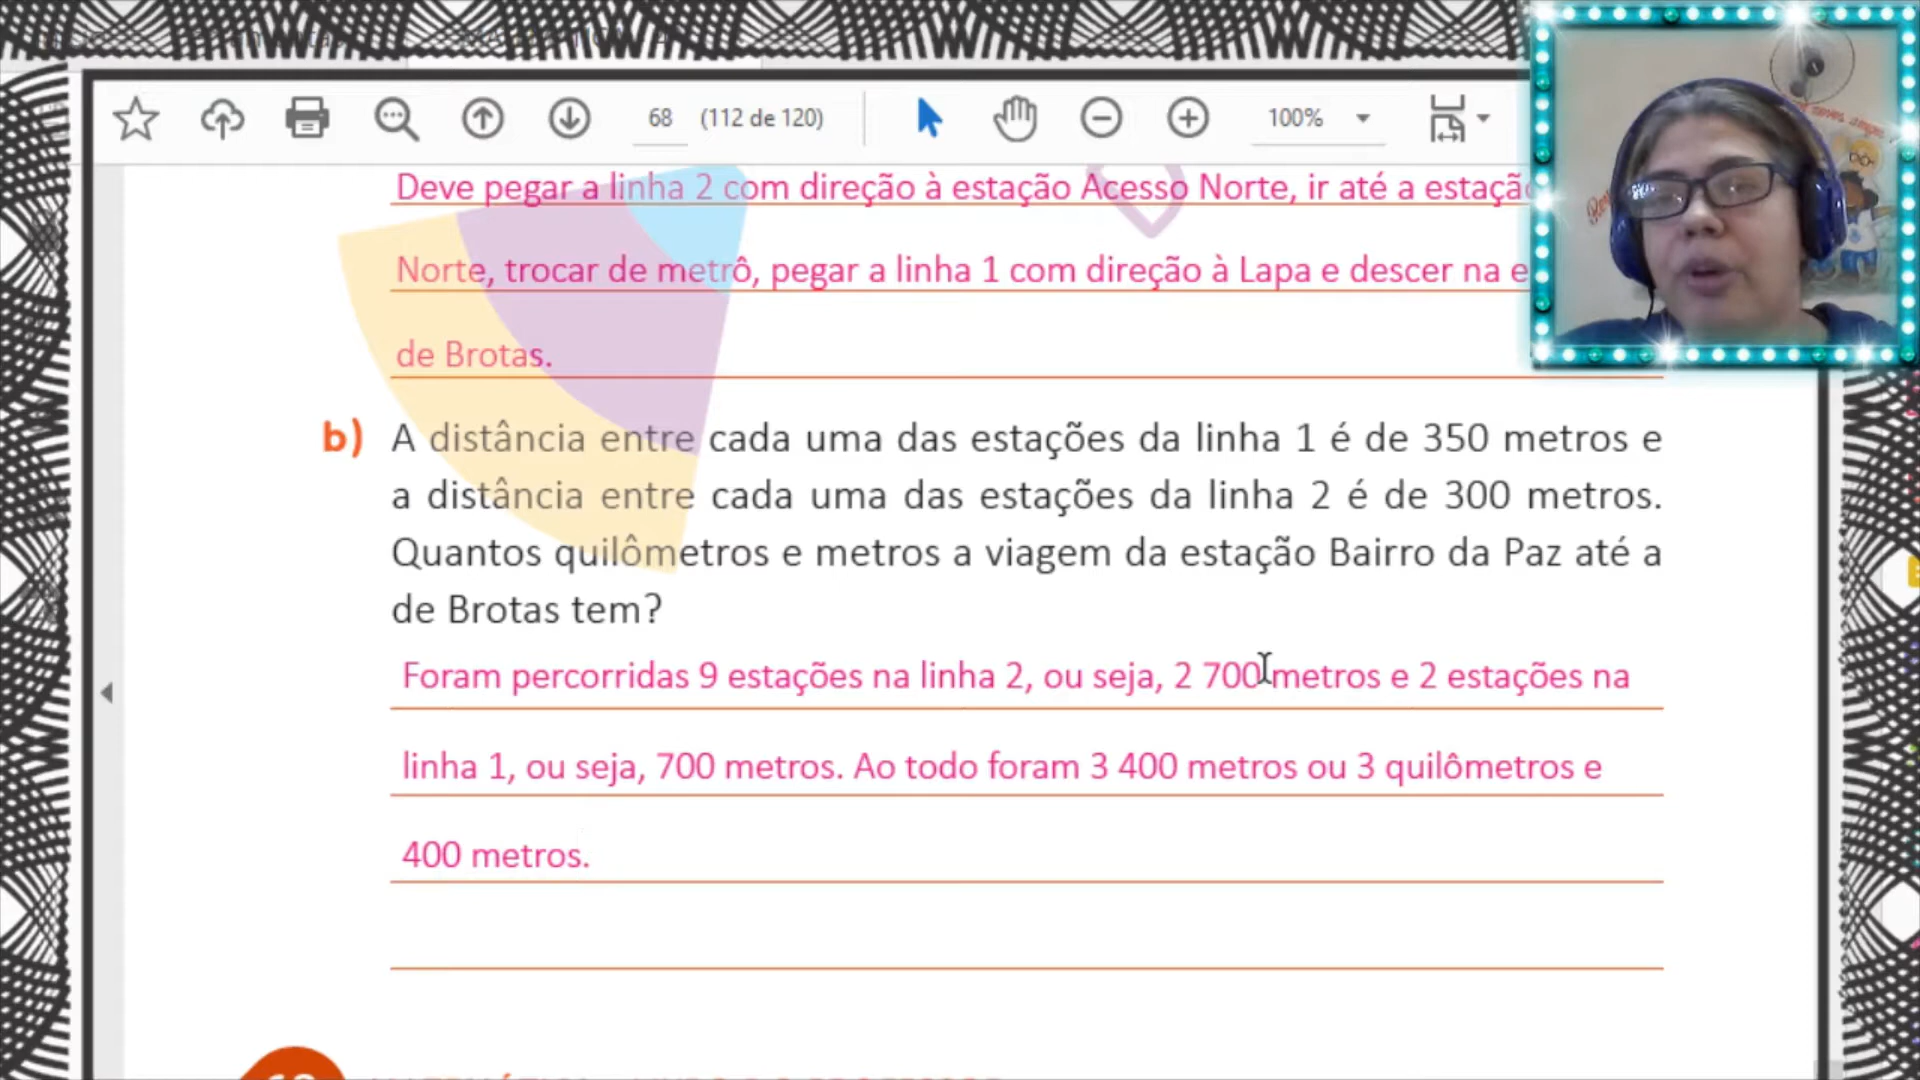 68 (112 de 120) 100%
Deve pegar a linha 2 com direção à estação Acesso Norte, ir até a estação
Norte, trocar de metrô, pegar a linha 1 com direção à Lapa e descer na
de Brotas.
b) A distância entre cada uma das estações da linha 1 é de 350 metros e
a distância entre cada uma das estações da linha 2 é de 300 metros.
Quantos quilômetros e metros a viagem da estação Bairro da Paz até a
de Brotas tem?
Foram percorridas 9 estações na linha 2, ou seja, 2 700 metros e 2 estações na
linha 1, ou seja, 700 metros. Ao todo foram 3 400 metros ou 3 quilômetros e
400 metros.